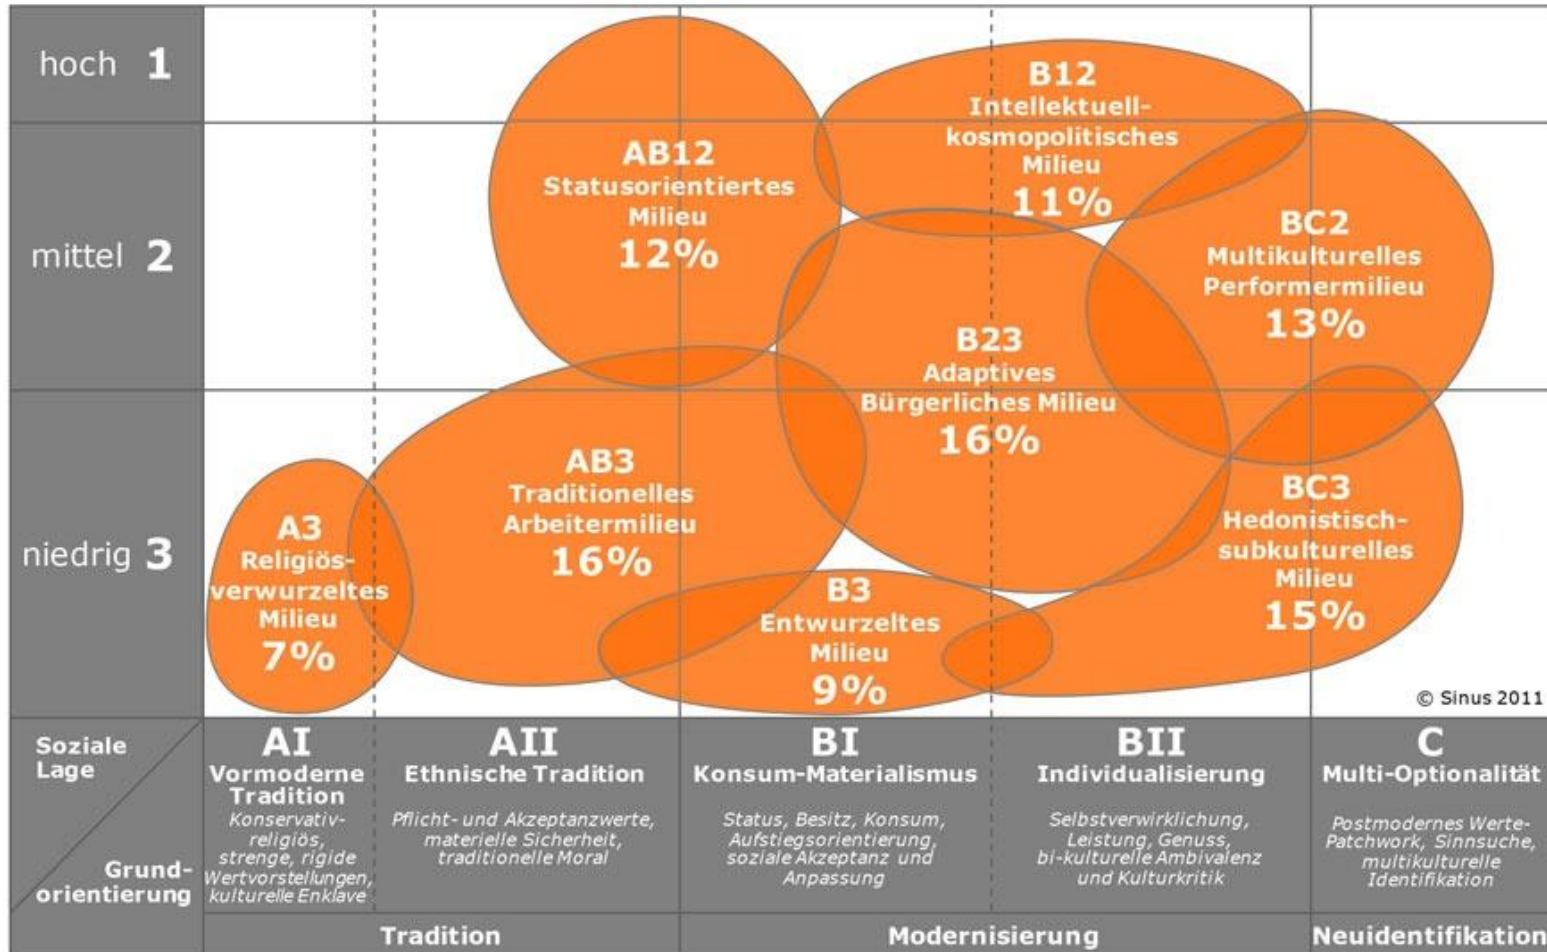 hoch 1
mittel 2
niedrig 3
AB12
Statusorientiertes
Milieu
12%
B12
Intellektuell-
kosmopolitisches
Milieu
11%
BC2
Multikulturelles
Performermilieu
13%
B23
Adaptives
Bürgerliches Milieu
16%
AB3
Traditionelles
Arbeitermilieu
16%
A3
Religiös-
verwurzeltes
Milieu
7%
B3
Entwurzeltes
Milieu
9%
BC3
Hedonistisch-
subkulturelles
Milieu
15%
© Sinus 2011
Soziale
Lage
Grund-
orientierung
AI
Vormoderne
Tradition
Konservativ-
religiös,
strenge, rigide
Wertvorstellungen,
kulturelle Enklave
AII
Ethnische Tradition
Pflicht- und Akzeptanzwerte,
materielle Sicherheit,
traditionelle Moral
BI
Konsum-Materialismus
Status, Besitz, Konsum,
Aufstiegsorientierung,
soziale Akzeptanz und
Anpassung
BII
Individualisierung
Selbstverwirklichung,
Leistung, Genuss,
bi-kulturelle Ambivalenz
und Kulturkritik
C
Multi-Optionalität
Postmodernes Werte-
Patchwork, Sinnsuche,
multikulturelle
Identifikation
Tradition
Modernisierung
Neuidentifikation